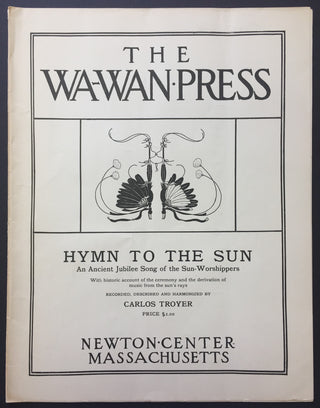 THE
WA-WAN·PRESS
HYMN TO THE SUN
An Ancient Jubilee Song of the Sun-Worshippers
With historic account of the ceremony and the derivation of
music from the sun's rays
RECORDED, DESCRIBED AND HARMONIZED BY
CARLOS TROYER
PRICE $1.00
NEWTON·CENTER
MASSACHUSETTS